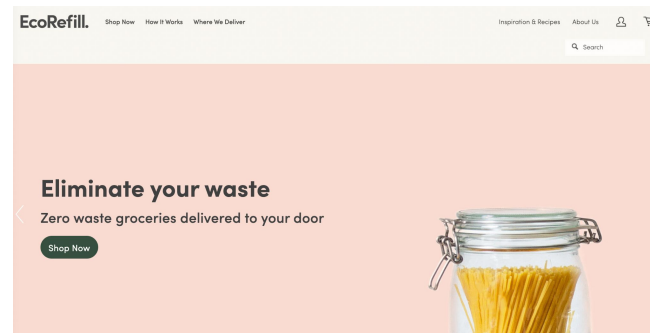 EcoRefill. Shop Now How It Works Where We Deliver Inspiration & Recipes About Us
Search
Eliminate your waste
Zero waste groceries delivered to your door
Shop Now